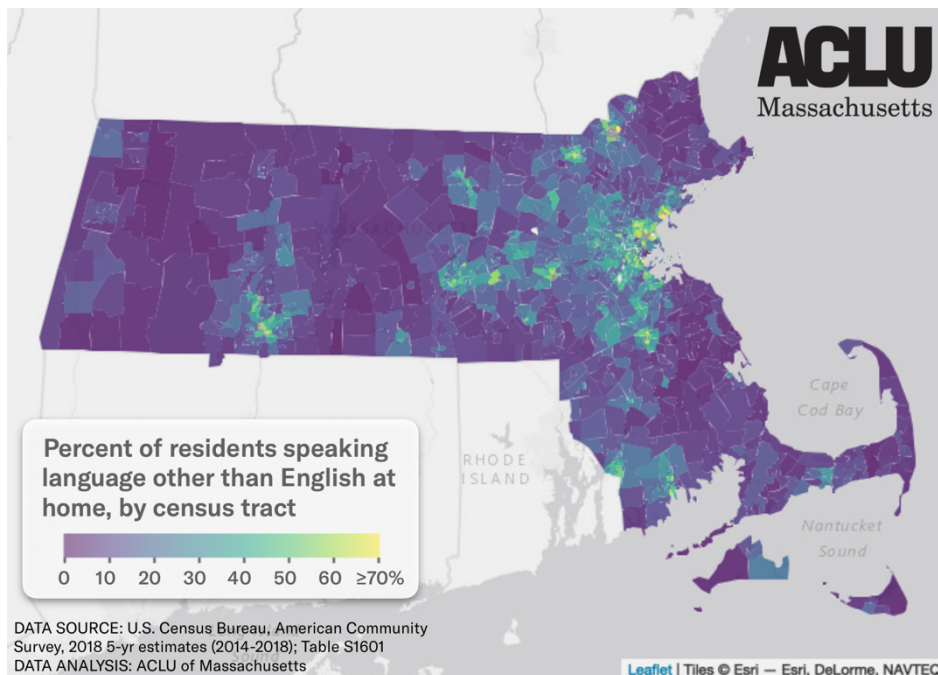 ACLU
Massachusetts
Cape
Cod Bay
RHODE
ISLAND
Nantucket
Sound
Percent of residents speaking
language other than English at
home, by census tract
0 10 20 30 40 50 60 ≥70%
DATA SOURCE: U.S. Census Bureau, American Community
Survey, 2018 5-yr estimates (2014-2018); Table S1601
DATA ANALYSIS: ACLU of Massachusetts
Leaflet | Tiles © Esri — Esri, DeLorme, NAVTEQ